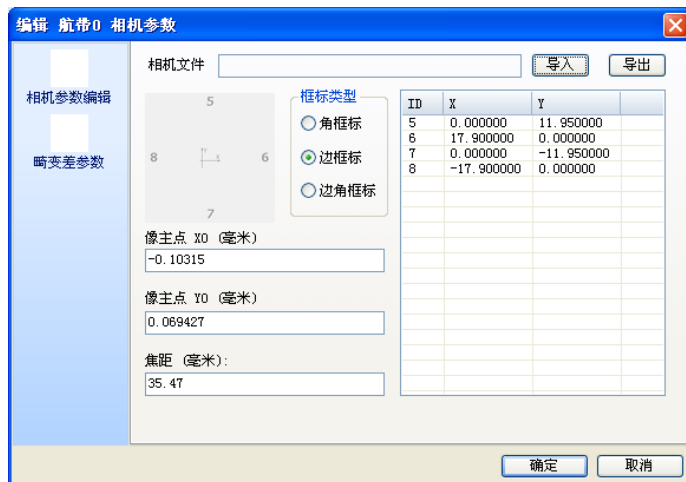 编辑 航带0 相机参数
相机参数编辑
畸变差参数
相机文件
导入
导出
5
8
6
7
框标类型
角框标
边框标
边角框标
像主点 X0 (毫米)
-0.10315
像主点 Y0 (毫米)
0.069427
焦距 (毫米):
35.47
ID X Y
5 0.000000 11.950000
6 17.900000 0.000000
7 0.000000 -11.950000
8 -17.900000 0.000000
确定
取消